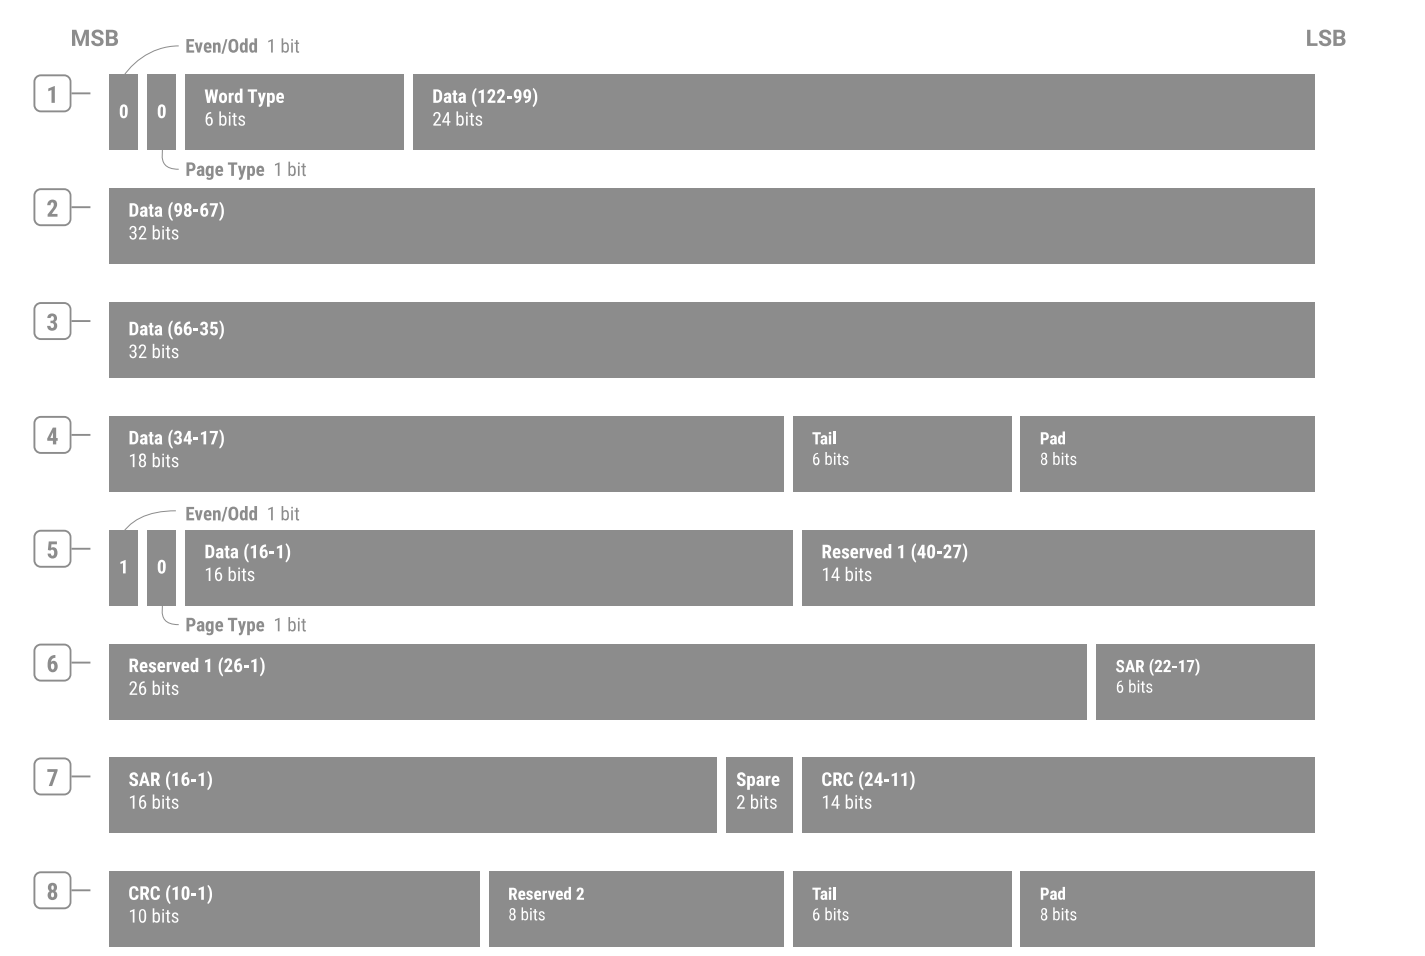 MSB
LSB
Even/Odd 1 bit
1
0
0
Word Type
6 bits
Data (122-99)
24 bits
Page Type 1 bit
2
Data (98-67)
32 bits
3
Data (66-35)
32 bits
4
Data (34-17)
18 bits
Tail
6 bits
Pad
8 bits
Even/Odd 1 bit
5
1
0
Data (16-1)
16 bits
Reserved 1 (40-27)
14 bits
Page Type 1 bit
6
Reserved 1 (26-1)
26 bits
SAR (22-17)
6 bits
7
SAR (16-1)
16 bits
Spare
2 bits
CRC (24-11)
14 bits
8
CRC (10-1)
10 bits
Reserved 2
8 bits
Tail
6 bits
Pad
8 bits